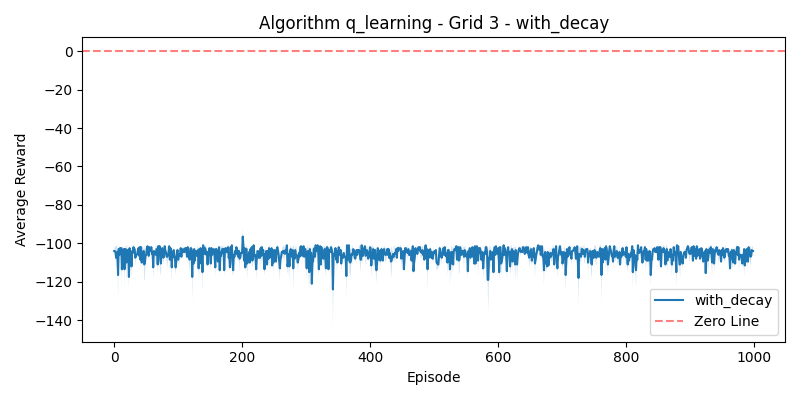 Algorithm q_learning - Grid 3 - with_decay
Average Reward
0
−20
−40
−60
−80
−100
−120
−140
with_decay
Zero Line
0
200
400
600
800
1000
Episode